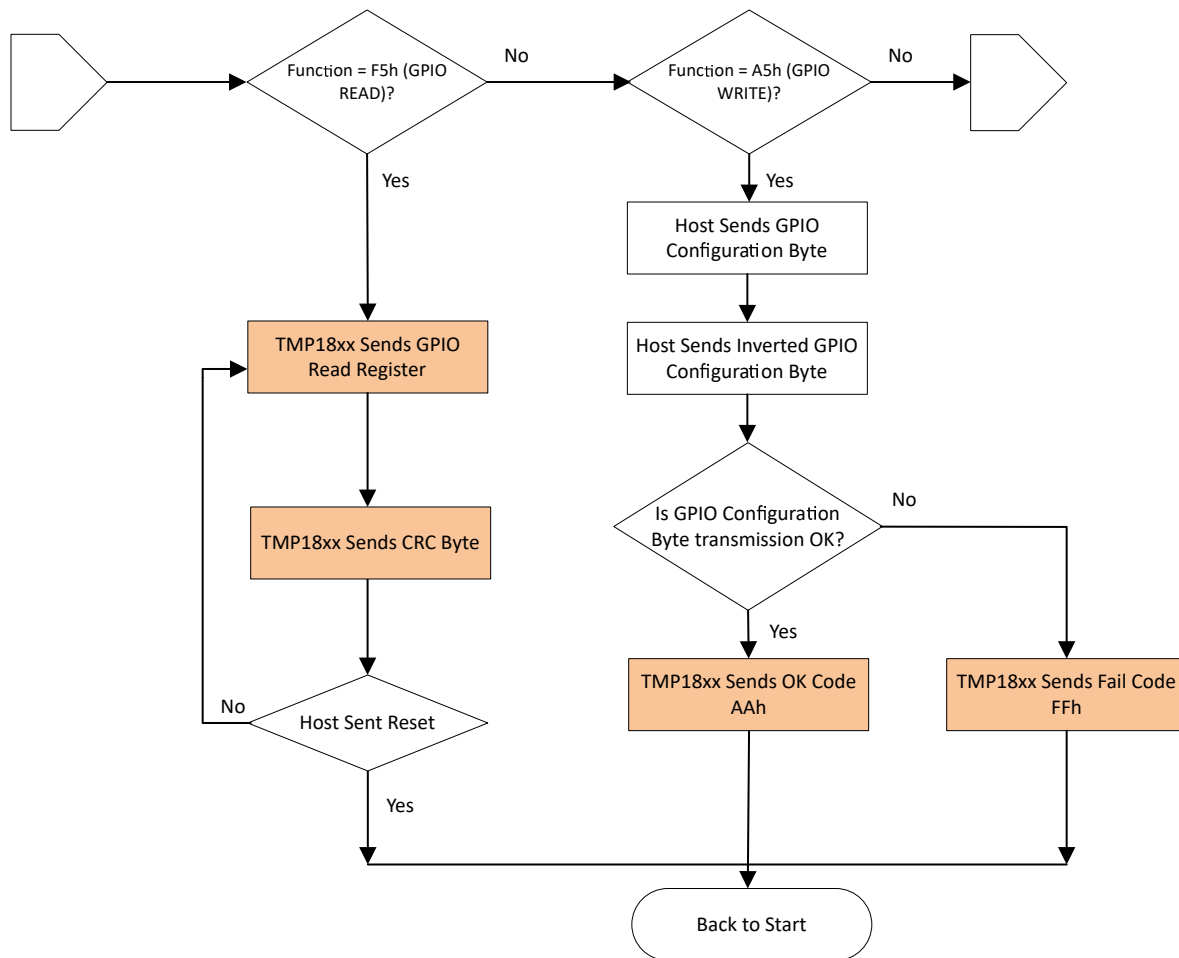 Function = F5h (GPIO
READ)?
No
Function = A5h (GPIO
WRITE)?
No
Yes
Yes
Host Sends GPIO
Configuration Byte
TMP18xx Sends GPIO
Read Register
Host Sends Inverted GPIO
Configuration Byte
TMP18xx Sends CRC Byte
Is GPIO Configuration
Byte transmission OK?
No
Yes
TMP18xx Sends OK Code
AAh
TMP18xx Sends Fail Code
FFh
No
Host Sent Reset
Yes
Back to Start